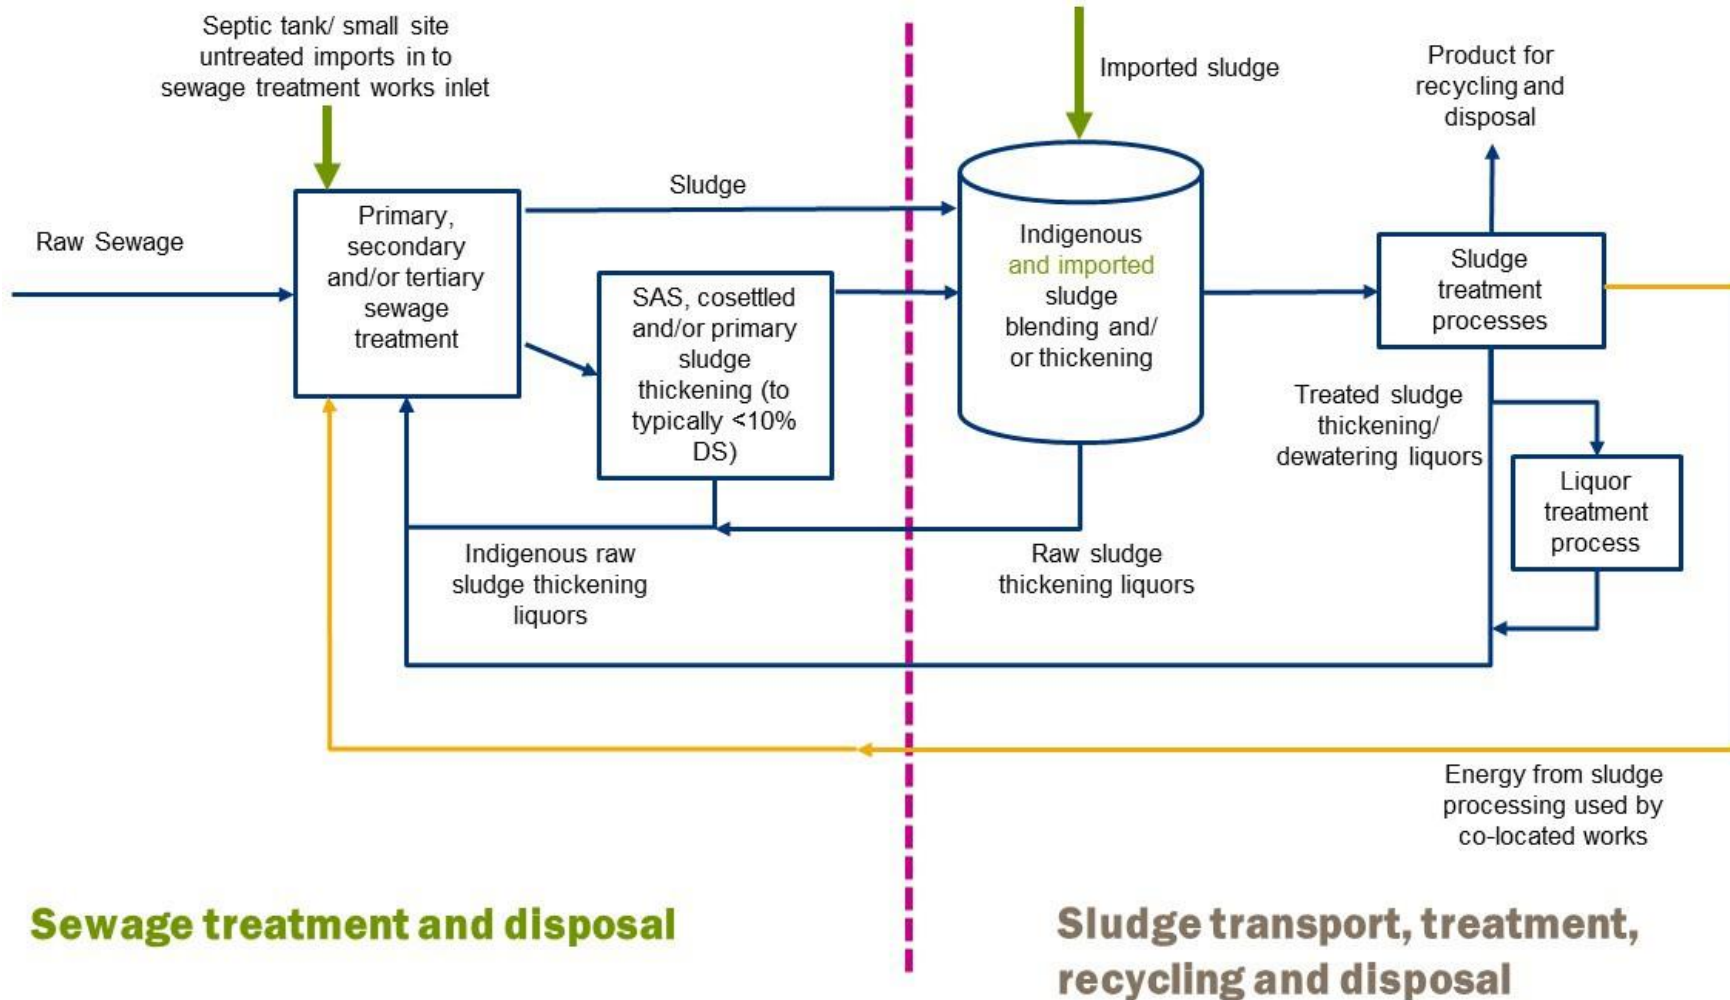 Septic tank/ small site
untreated imports in to
sewage treatment works inlet
Imported sludge
Product for
recycling and
disposal
Raw Sewage
Primary,
secondary
and/or tertiary
sewage
treatment
Sludge
SAS, cosettled
and/or primary
sludge
thickening (to
typically <10%
DS)
Indigenous
and imported
sludge
blending and/
or thickening
Sludge
treatment
processes
Treated sludge
thickening/
dewatering liquors
Liquor
treatment
process
Indigenous raw
sludge thickening
liquors
Raw sludge
thickening liquors
Energy from sludge
processing used by
co-located works
Sewage treatment and disposal
Sludge transport, treatment,
recycling and disposal